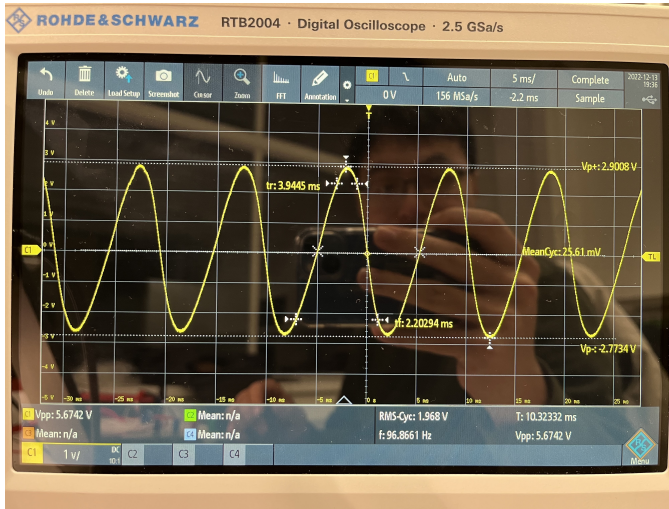 ROHDE&SCHWARZ RTB2004 · Digital Oscilloscope · 2.5 GSa/s
Undo Delete Load Setup Screenshot Cursor Zoom FFT Annotation
C1 Auto 5 ms/ Complete
0 V 156 MSa/s -2.2 ms Sample
2022-12-13
19:36
T
4 V
3 V
2 V
1 V
0 V
-1 V
-2 V
-3 V
-4 V
-5 V
Vp+: 2.9008 V
tr: 3.9445 ms
C1
MeanCyc: 25.61 mV
TL
tf: 2.20294 ms
Vp-: -2.7734 V
-30 ms -25 ms -20 ms -15 ms -10 ms -5 ms 0 s 5 ms 10 ms 15 ms 20 ms 25 ms
C1 Vpp: 5.6742 V C2 Mean: n/a RMS-Cyc: 1.968 V T: 10.32332 ms
C3 Mean: n/a C4 Mean: n/a f: 96.8661 Hz Vpp: 5.6742 V
C1 1 V/ DC 10:1 C2 C3 C4
Menu